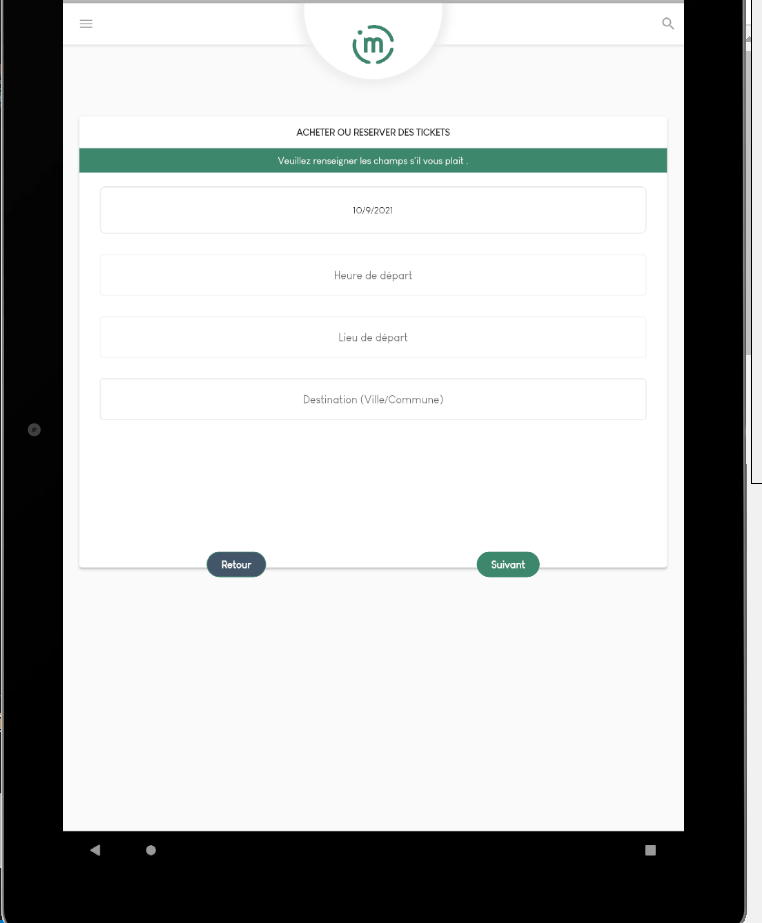 im
ACHETER OU RESERVER DES TICKETS
Veuillez renseigner les champs s'il vous plait .
10/9/2021
Heure de départ
Lieu de départ
Destination (Ville/Commune)
Retour
Suivant